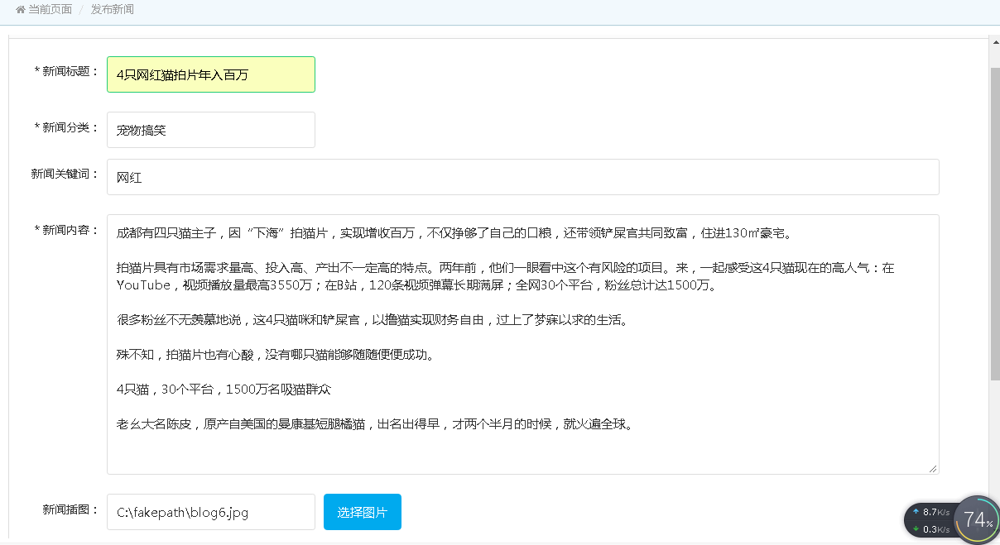 当前页面 / 发布新闻
* 新闻标题：
4只网红猫拍片年入百万
* 新闻分类：
宠物搞笑
新闻关键词：
网红
* 新闻内容：
成都有四只猫主子，因“下海”拍猫片，实现增收百万，不仅挣够了自己的口粮，还带领铲屎官共同致富，住进130㎡豪宅。
拍猫片具有市场需求量高、投入高、产出不一定高的特点。两年前，他们一眼看中这个有风险的项目。来，一起感受这4只猫现在的高人气：在
YouTube，视频播放量最高3550万；在B站，120条视频弹幕长期满屏；全网30个平台，粉丝总计达1500万。
很多粉丝不无羡慕地说，这4只猫咪和铲屎官，以撸猫实现财务自由，过上了梦寐以求的生活。
殊不知，拍猫片也有心酸，没有哪只猫能够随随便便成功。
4只猫，30个平台，1500万名吸猫群众
老幺大名陈皮，原产自美国的曼康基短腿橘猫，出名出得早，才两个半月的时候，就火遍全球。
新闻插图：
C:\fakepath\blog6.jpg
选择图片
8.7K/s
0.3K/s
74%